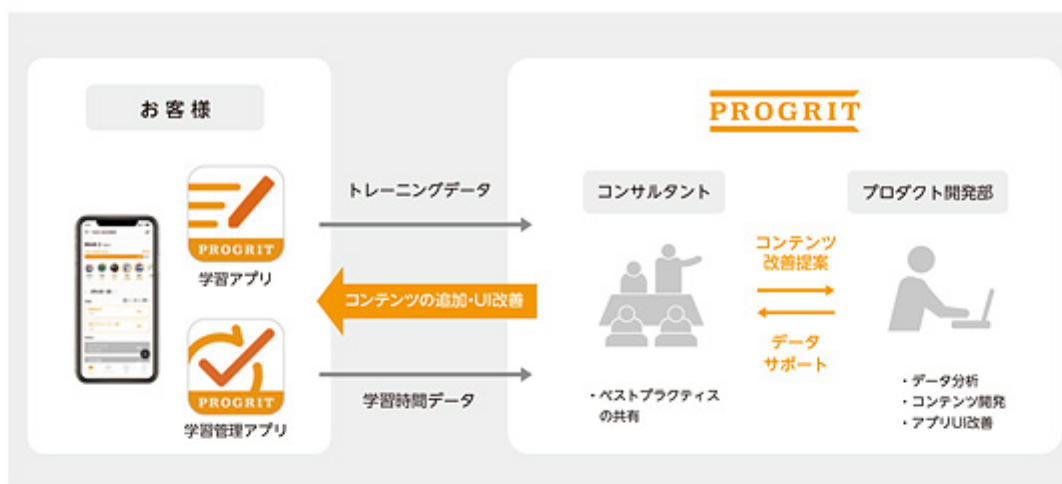 お客様
PROGRIT
学習アプリ
PROGRIT
学習管理アプリ
トレーニングデータ
コンテンツの追加・UI改善
学習時間データ
PROGRIT
コンサルタント
・ベストプラクティス
の共有
コンテンツ
改善提案
データ
サポート
プロダクト開発部
・データ分析
・コンテンツ開発
・アプリUI改善